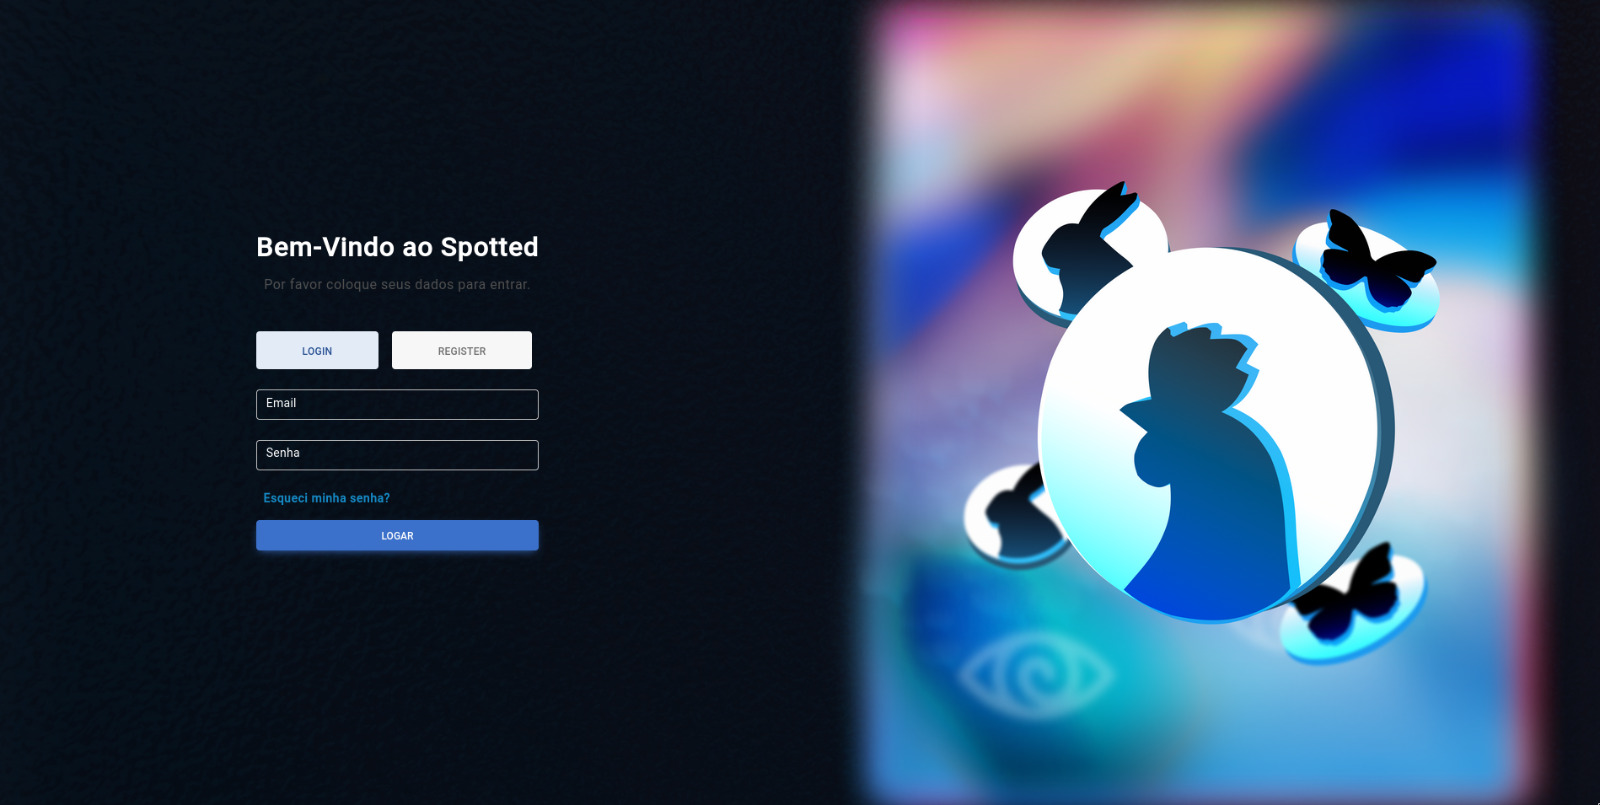 Bem-Vindo ao Spotted
Por favor coloque seus dados para entrar.
LOGIN
REGISTER
Email
Senha
Esqueci minha senha?
LOGAR